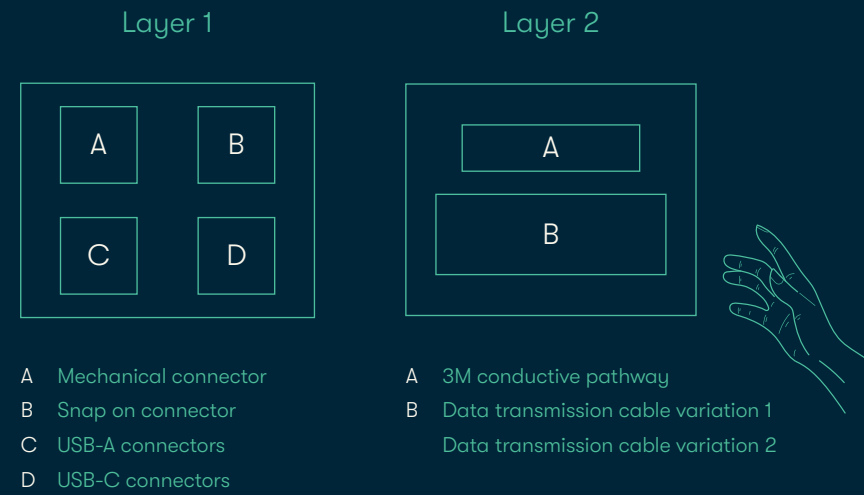 Layer 1
A
B
C
D
A Mechanical connector
B Snap on connector
C USB-A connectors
D USB-C connectors
Layer 2
A
B
A 3M conductive pathway
B Data transmission cable variation 1
Data transmission cable variation 2